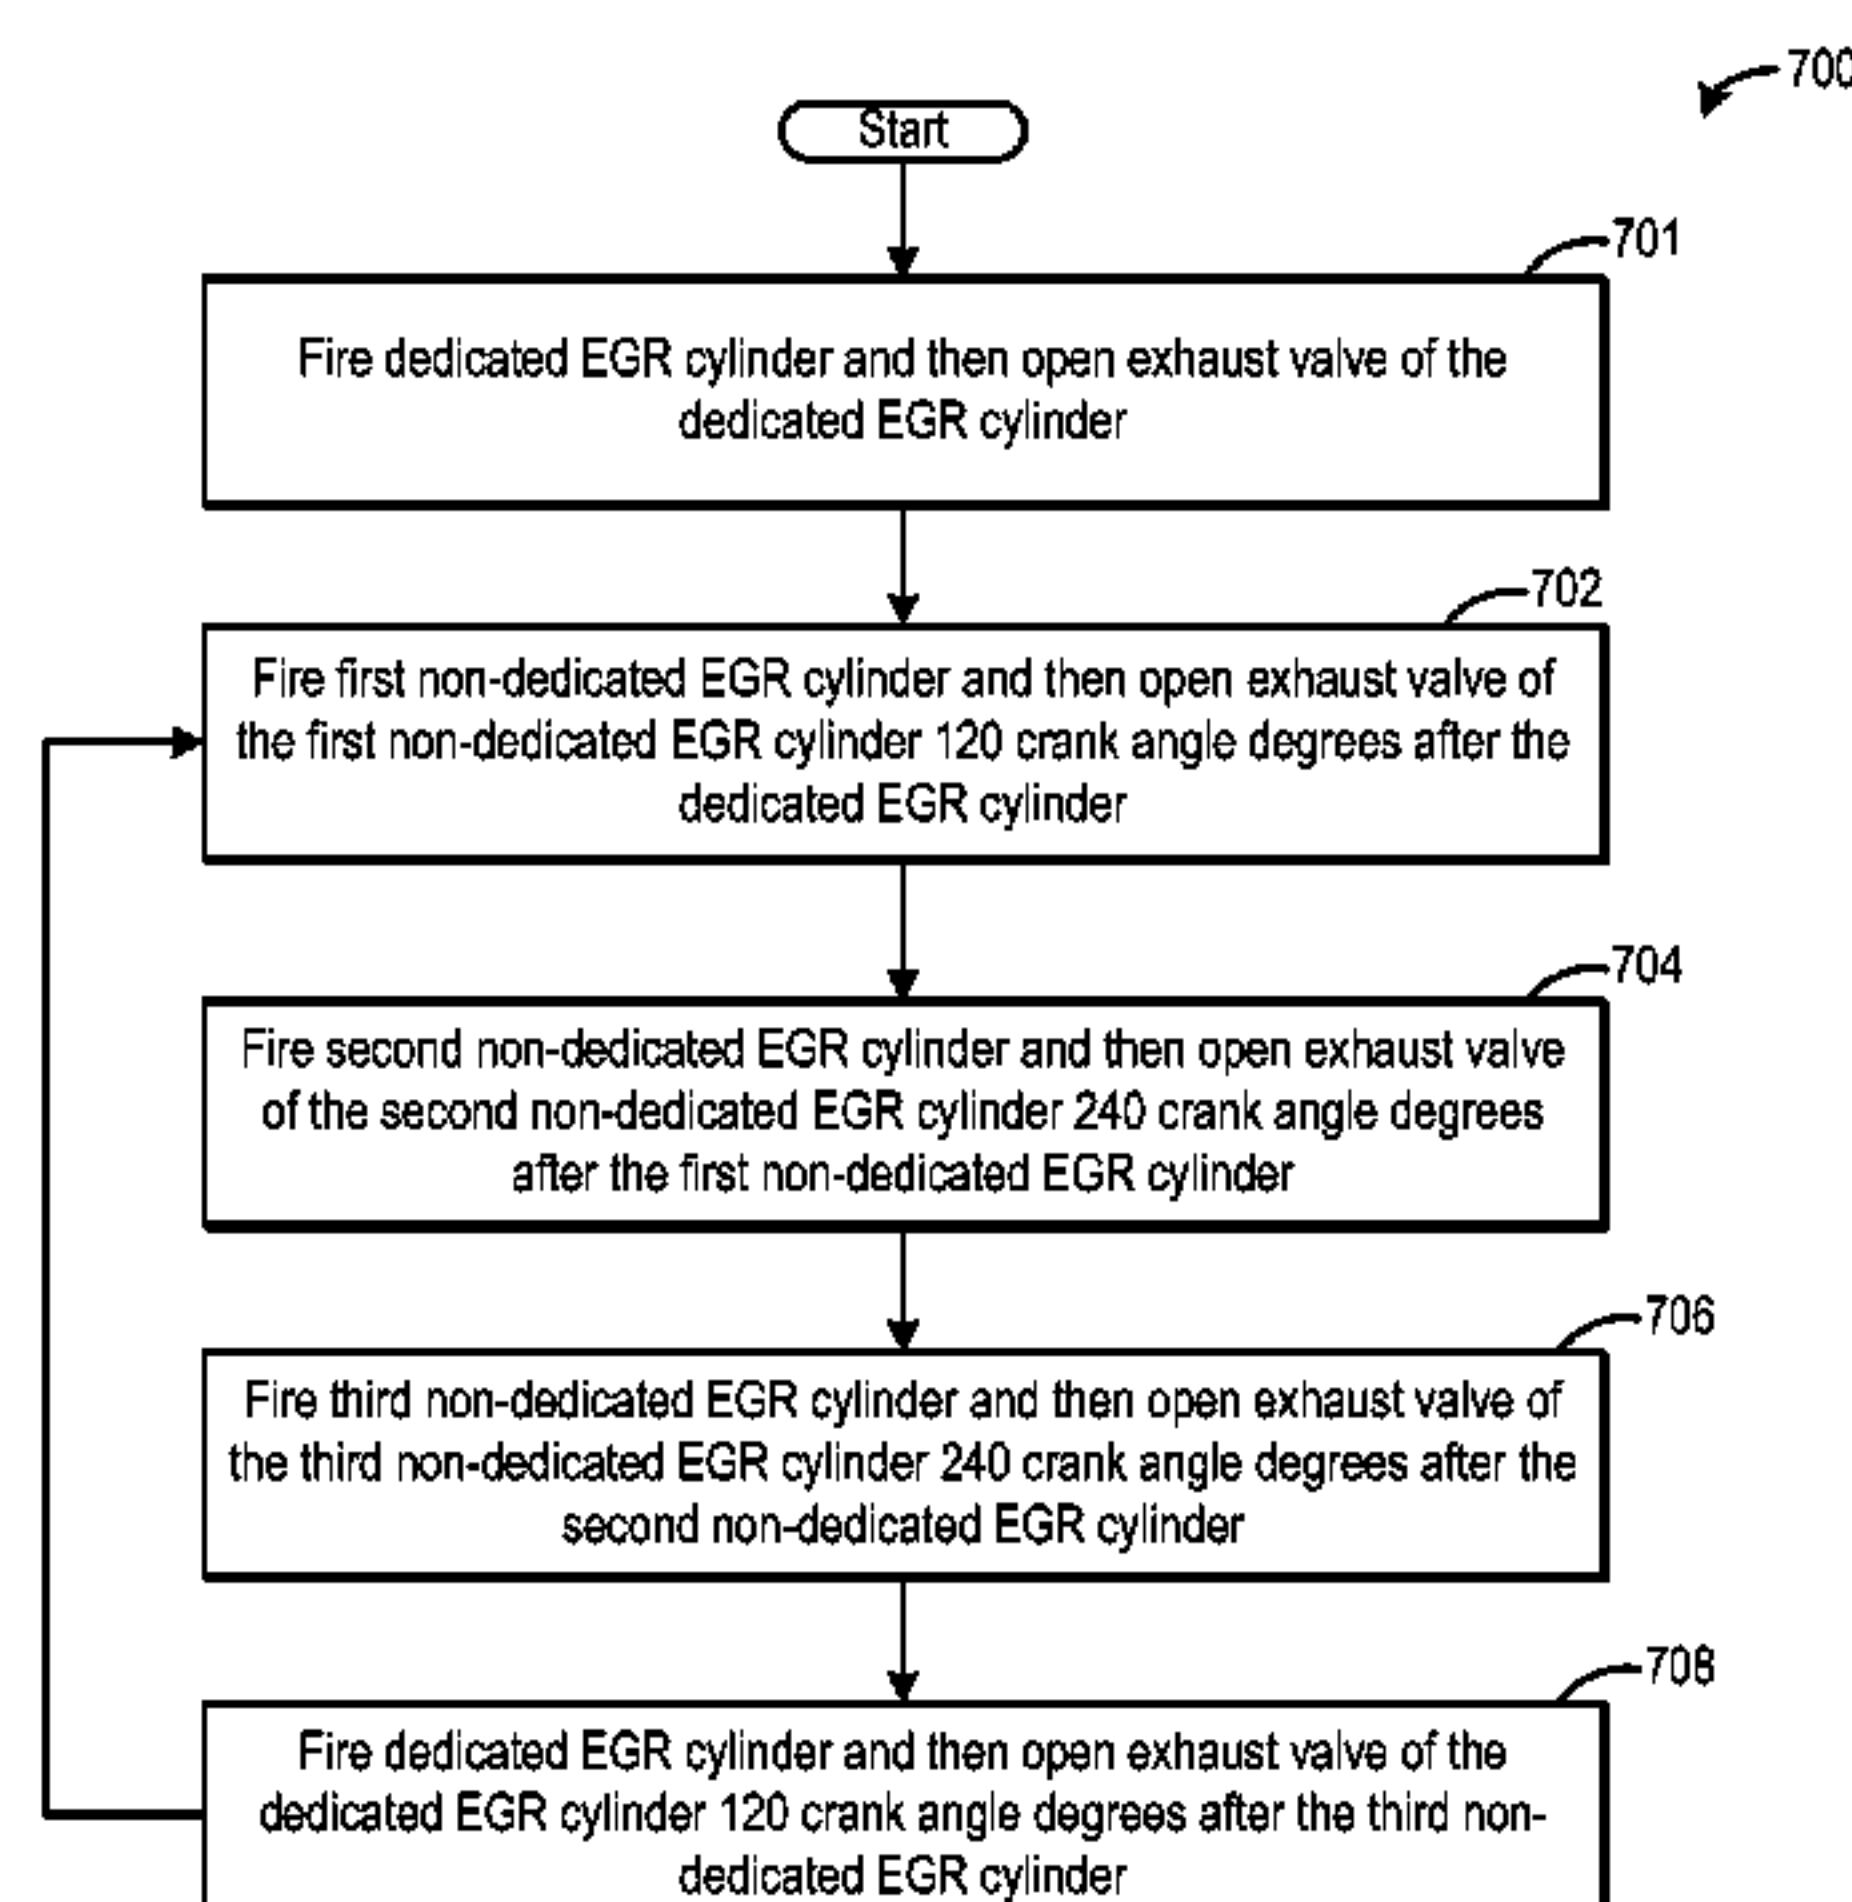 700
Start
701
Fire dedicated EGR cylinder and then open exhaust valve of the
dedicated EGR cylinder
702
Fire first non-dedicated EGR cylinder and then open exhaust valve of
the first non-dedicated EGR cylinder 120 crank angle degrees after the
dedicated EGR cylinder
704
Fire second non-dedicated EGR cylinder and then open exhaust valve
of the second non-dedicated EGR cylinder 240 crank angle degrees
after the first non-dedicated EGR cylinder
706
Fire third non-dedicated EGR cylinder and then open exhaust valve of
the third non-dedicated EGR cylinder 240 crank angle degrees after the
second non-dedicated EGR cylinder
708
Fire dedicated EGR cylinder and then open exhaust valve of the
dedicated EGR cylinder 120 crank angle degrees after the third non-
dedicated EGR cylinder